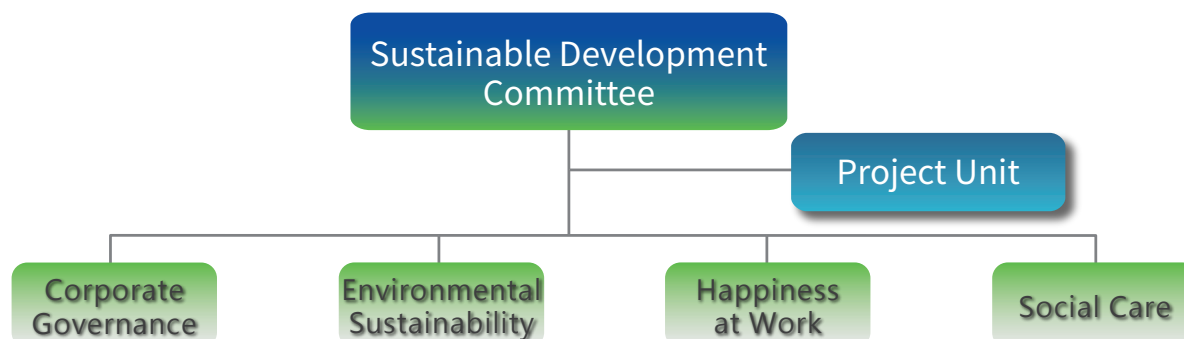 Sustainable Development
Committee
Project Unit
Corporate
Governance
Environmental
Sustainability
Happiness
at Work
Social Care